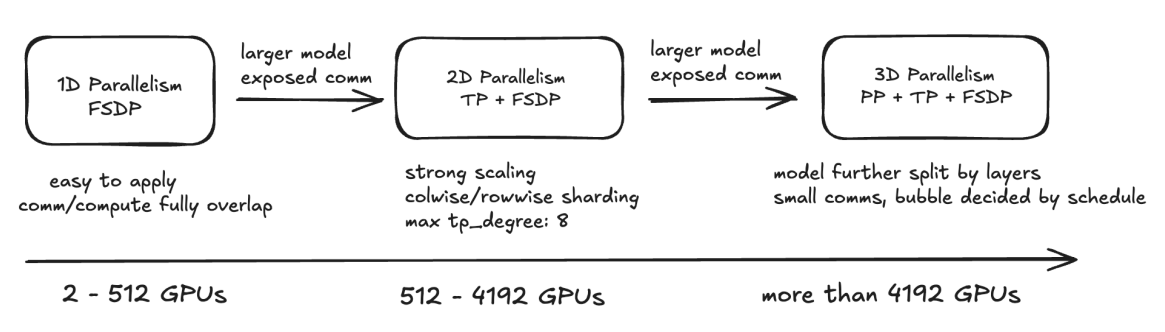 1D Parallelism
FSDP
larger model
exposed comm
2D Parallelism
TP + FSDP
larger model
exposed comm
3D Parallelism
PP + TP + FSDP
easy to apply
comm/compute fully overlap
strong scaling
colwise/rowwise sharding
max tp_degree: 8
model further split by layers
small comms, bubble decided by schedule
2 - 512 GPUs
512 - 4192 GPUs
more than 4192 GPUs